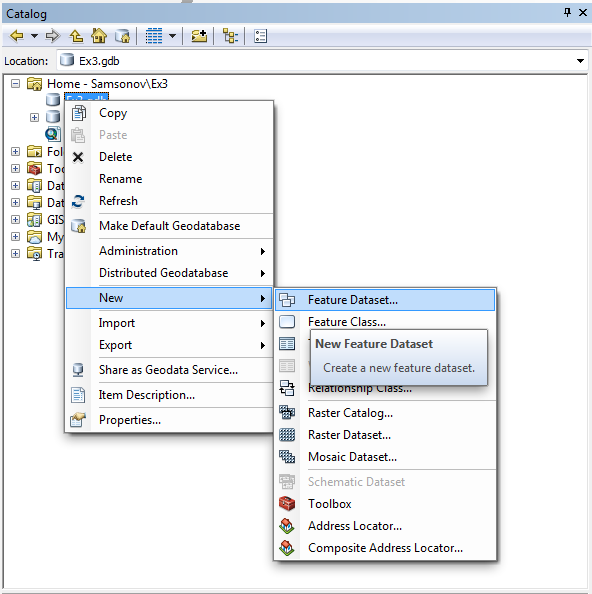 Catalog
Location: Ex3.gdb
Home - Samsonov\Ex3
Ex3.gdb
Fol
Too
Dat
Dat
GIS
My
Tra
Copy
Paste
Delete
Rename
Refresh
Make Default Geodatabase
Administration
Distributed Geodatabase
New
Import
Export
Share as Geodata Service...
Item Description...
Properties...
Feature Dataset...
Feature Class...
New Feature Dataset
Create a new feature dataset.
Relationship Class...
Raster Catalog...
Raster Dataset...
Mosaic Dataset...
Schematic Dataset
Toolbox
Address Locator...
Composite Address Locator...